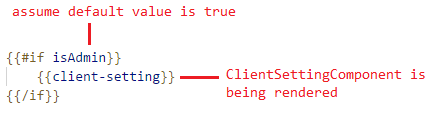 assume default value is true
{{#if isAdmin}}
{{client-setting}}
ClientSettingComponent is
being rendered
{{/if}}